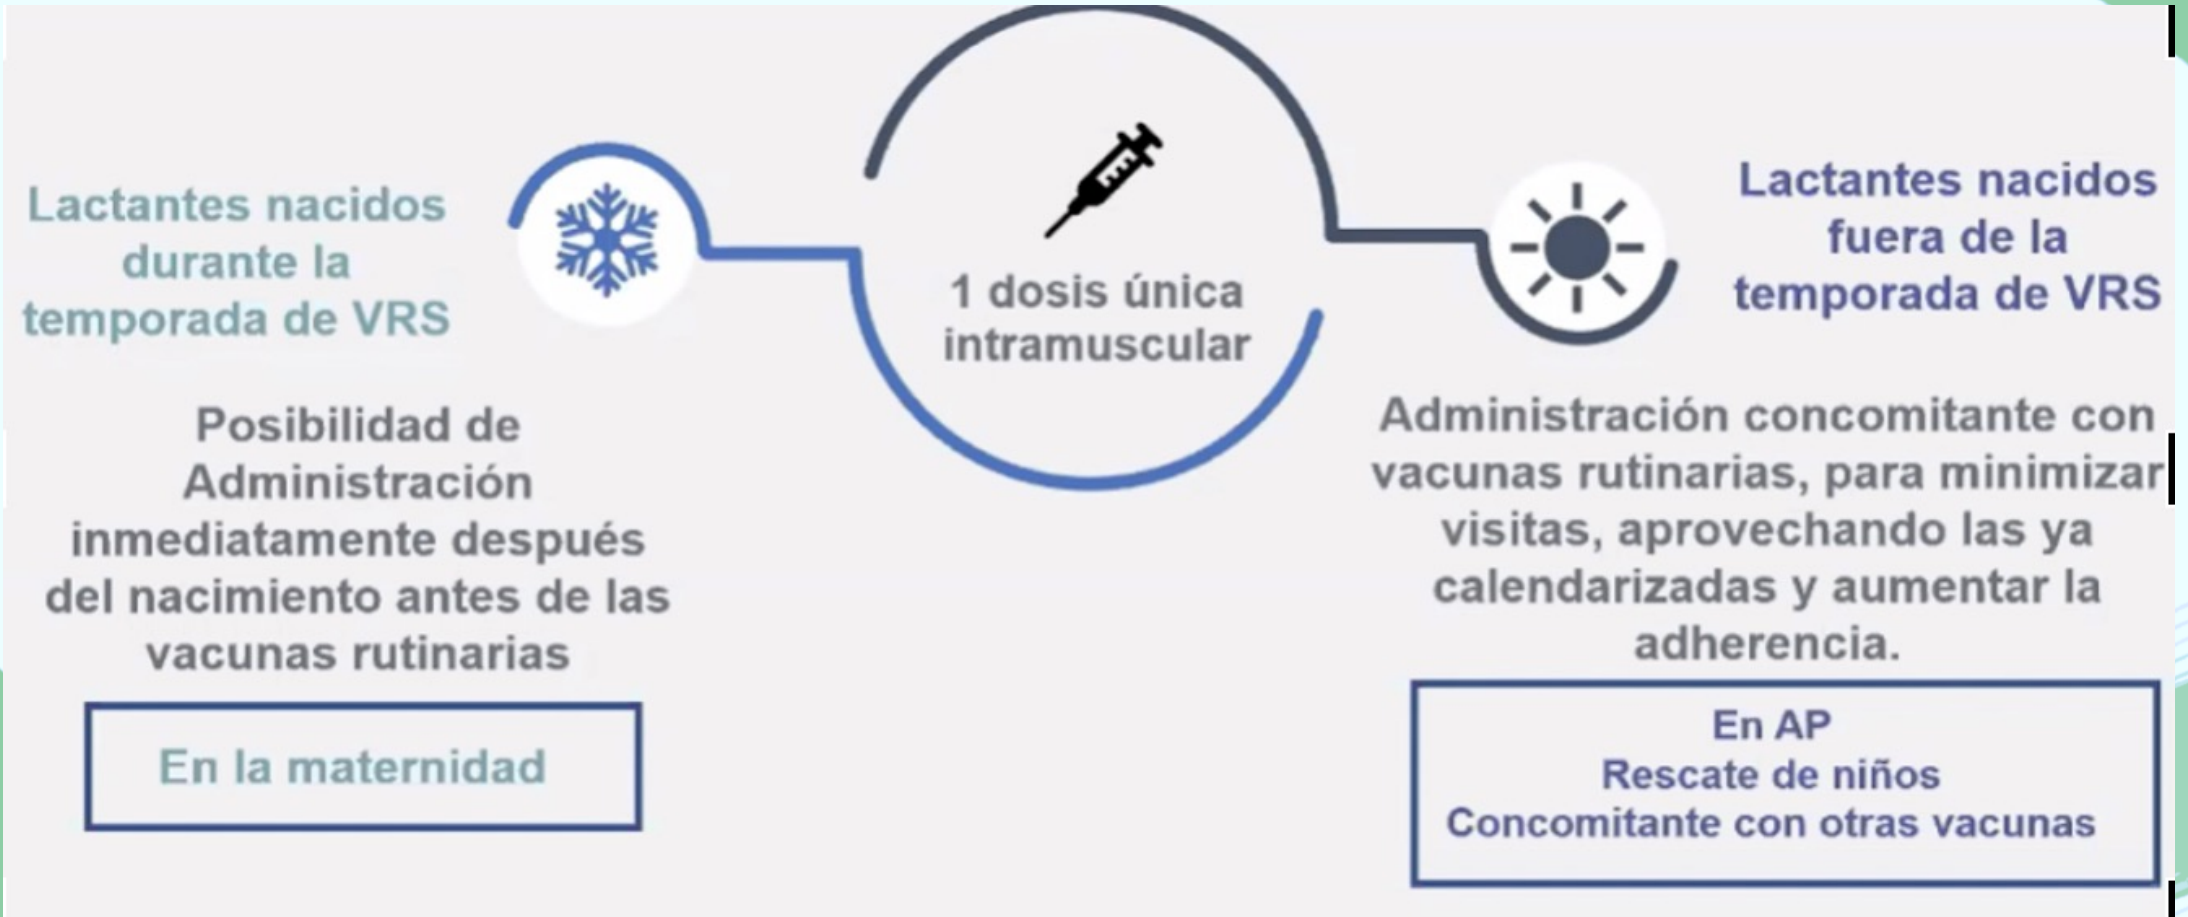 Lactantes nacidos
durante la
temporada de VRS
Posibilidad de
Administración
inmediatamente después
del nacimiento antes de las
vacunas rutinarias
En la maternidad
1 dosis única
intramuscular
Lactantes nacidos
fuera de la
temporada de VRS
Administración concomitante con
vacunas rutinarias, para minimizar
visitas, aprovechando las ya
calendarizadas y aumentar la
adherencia.
En AP
Rescate de niños
Concomitante con otras vacunas